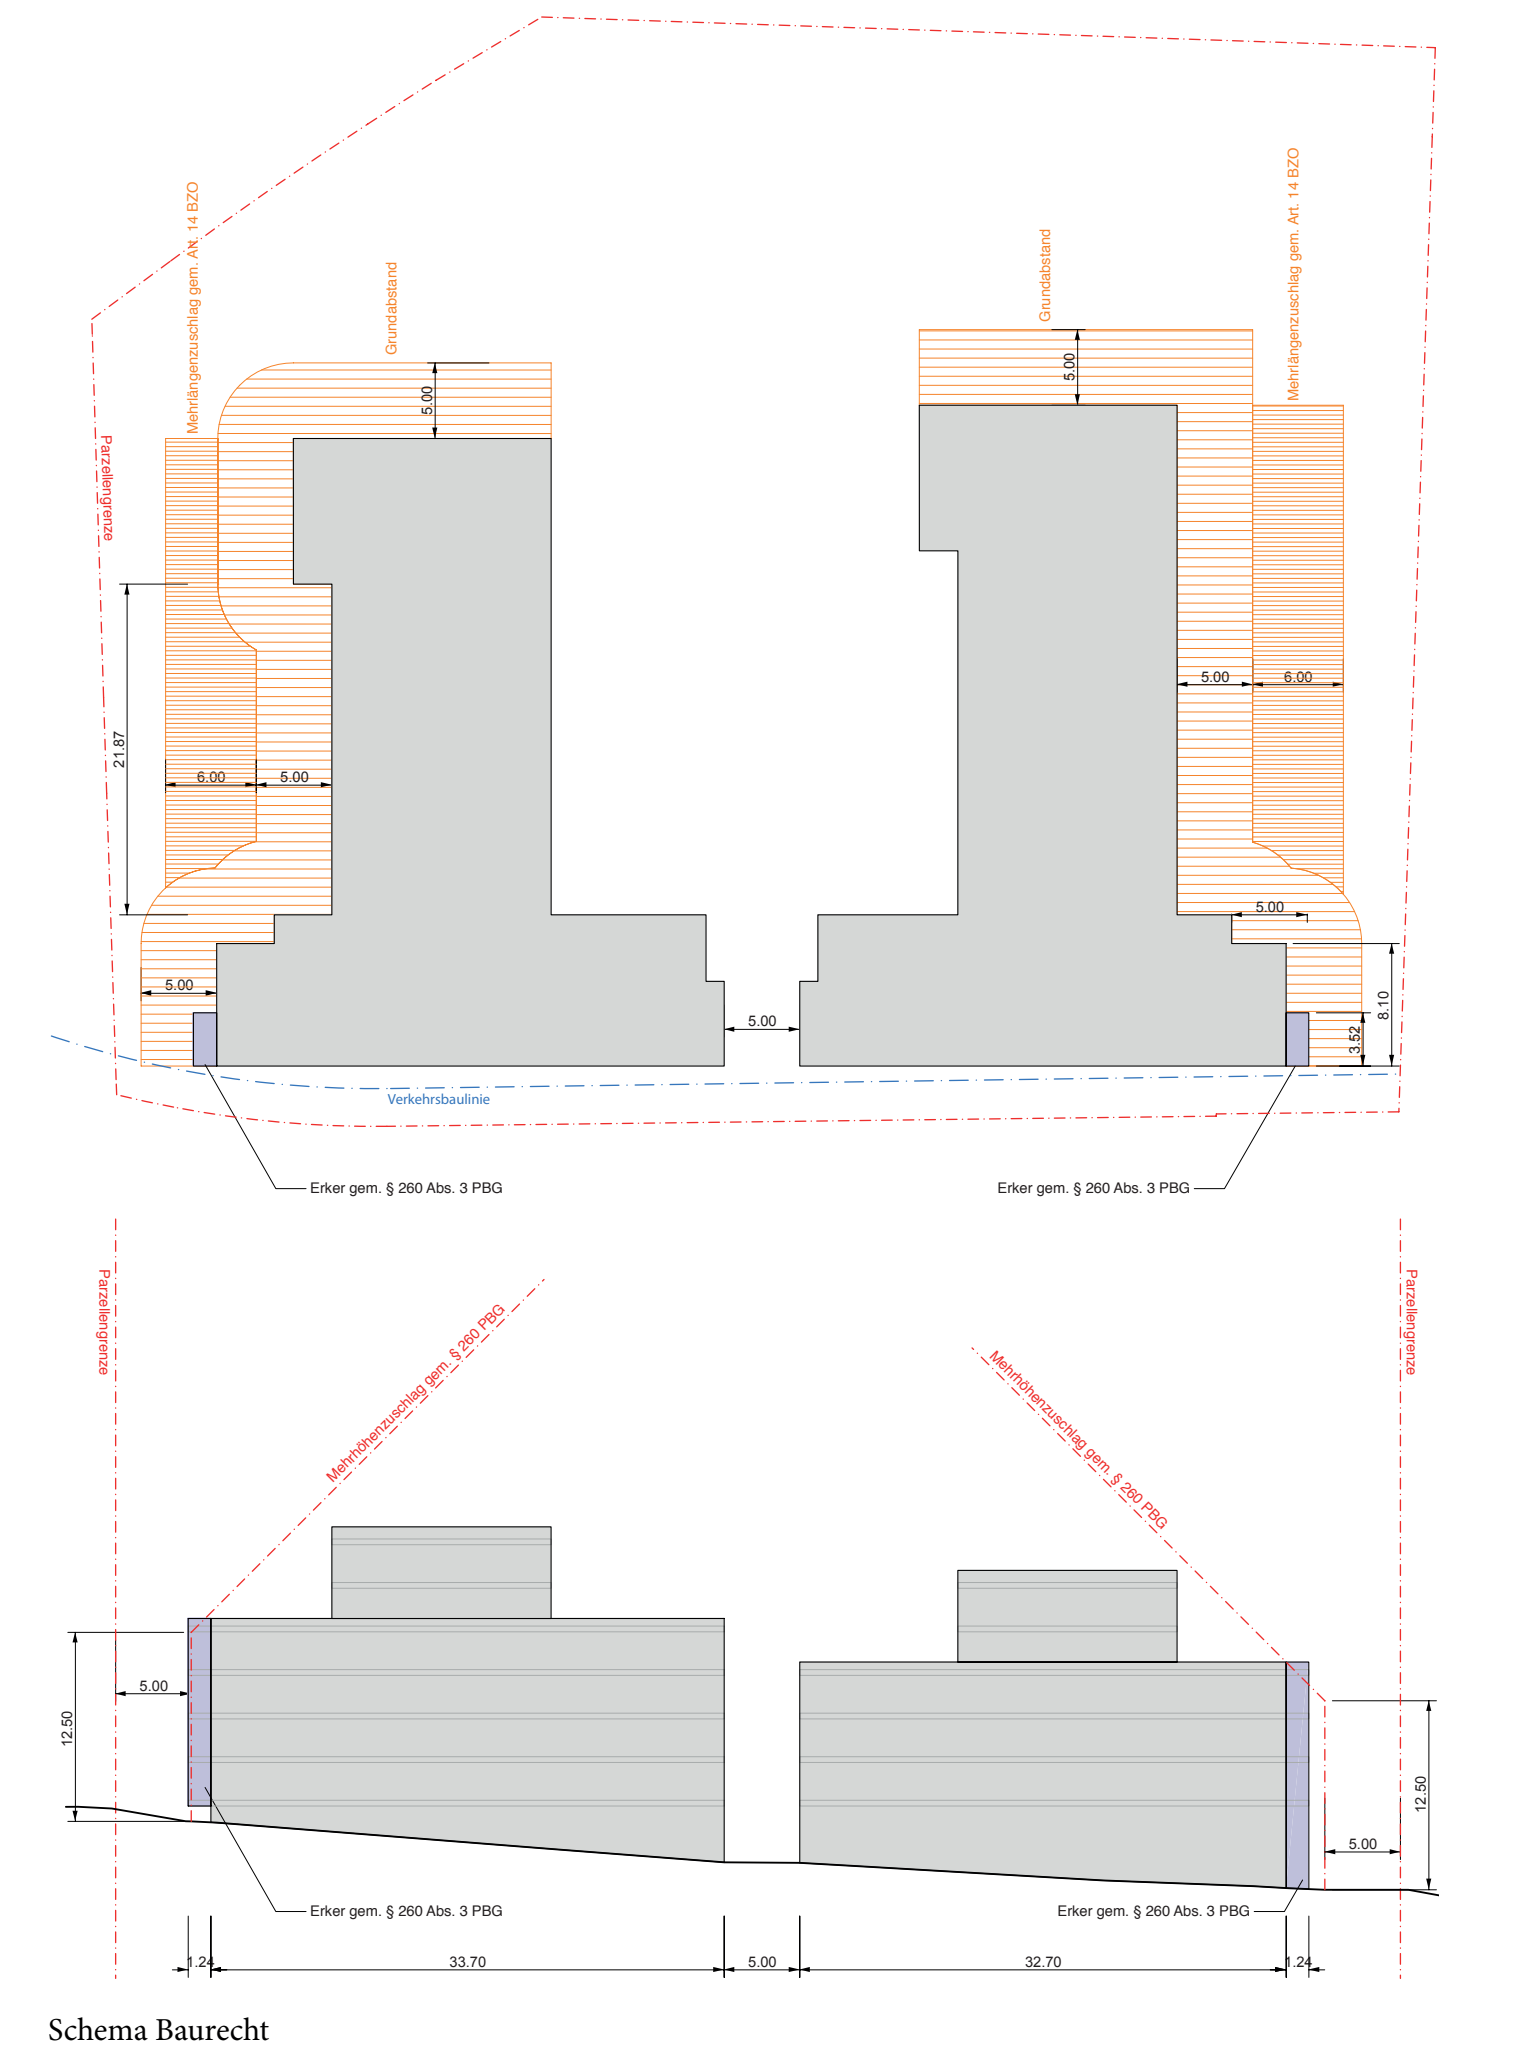 Mehrlängenzuschlag gem. Art. 14 BZO
Grundabstand
Grundabstand
Mehrlängenzuschlag gem. Art. 14 BZO
Parzellengrenze
5.00
5.00
21.87
6.00
5.00
5.00
6.00
5.00
5.00
5.00
8.10
3.52
Verkehrsbaulinie
Erker gem. § 260 Abs. 3 PBG
Erker gem. § 260 Abs. 3 PBG
Parzellengrenze
Mehrhöhenzuschlag gem. § 260 PBG
Mehrhöhenzuschlag gem. § 260 PBG
Parzellengrenze
5.00
12.50
12.50
5.00
Erker gem. § 260 Abs. 3 PBG
Erker gem. § 260 Abs. 3 PBG
1.24
33.70
5.00
32.70
1.24
Schema Baurecht